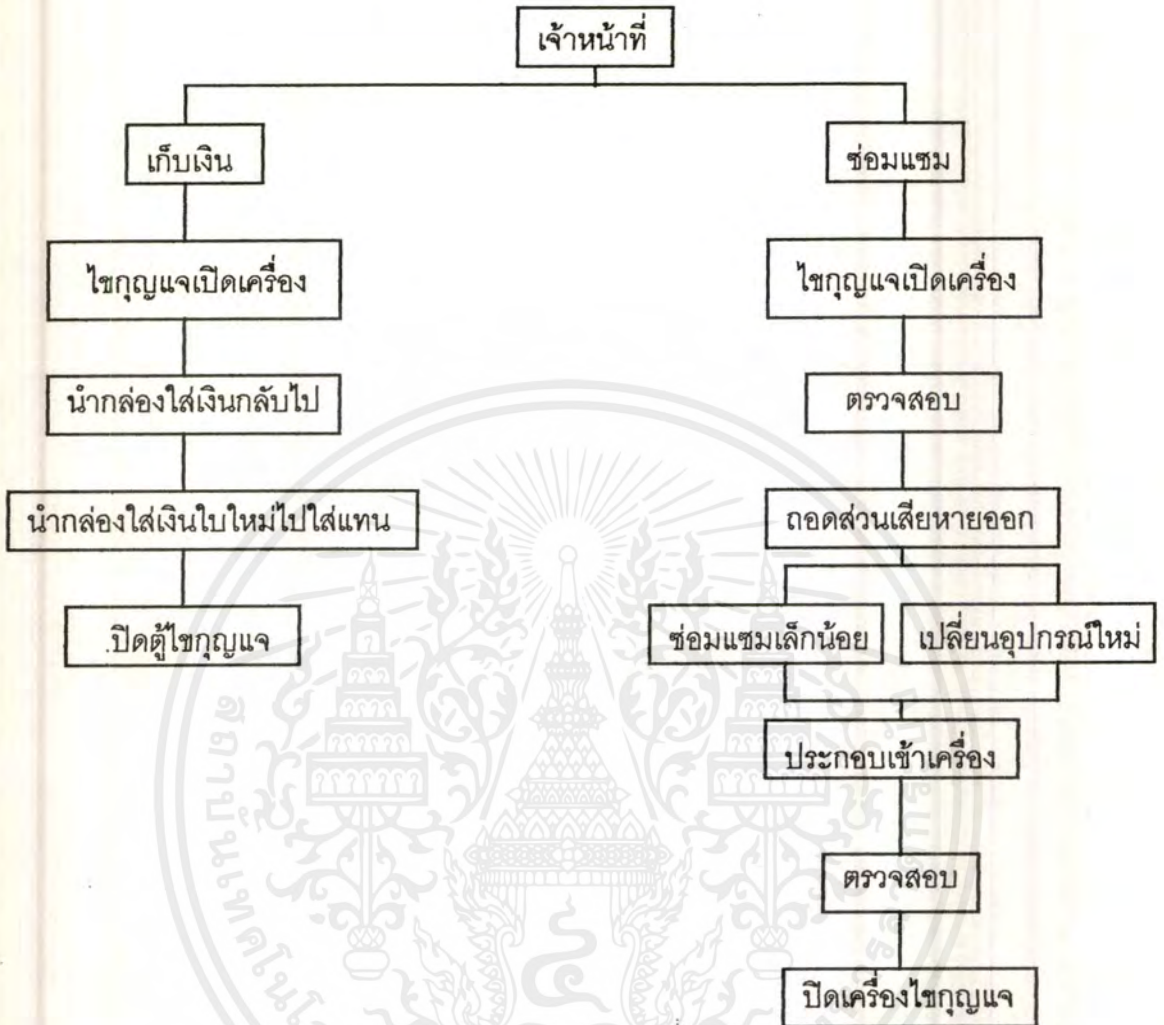 เจ้าหน้าที่
เก็บเงิน
ไขกุญแจเปิดเครื่อง
นำกล่องใส่เงินกลับไป
นำกล่องใส่เงินใบใหม่ไปใส่แทน
.ปิดตู้ไขกุญแจ
ซ่อมแซม
ไขกุญแจเปิดเครื่อง
ตรวจสอบ
ถอดส่วนเสียหายออก
ซ่อมแซมเล็กน้อย
เปลี่ยนอุปกรณ์ใหม่
ประกอบเข้าเครื่อง
ตรวจสอบ
ปิดเครื่องไขกุญแจ